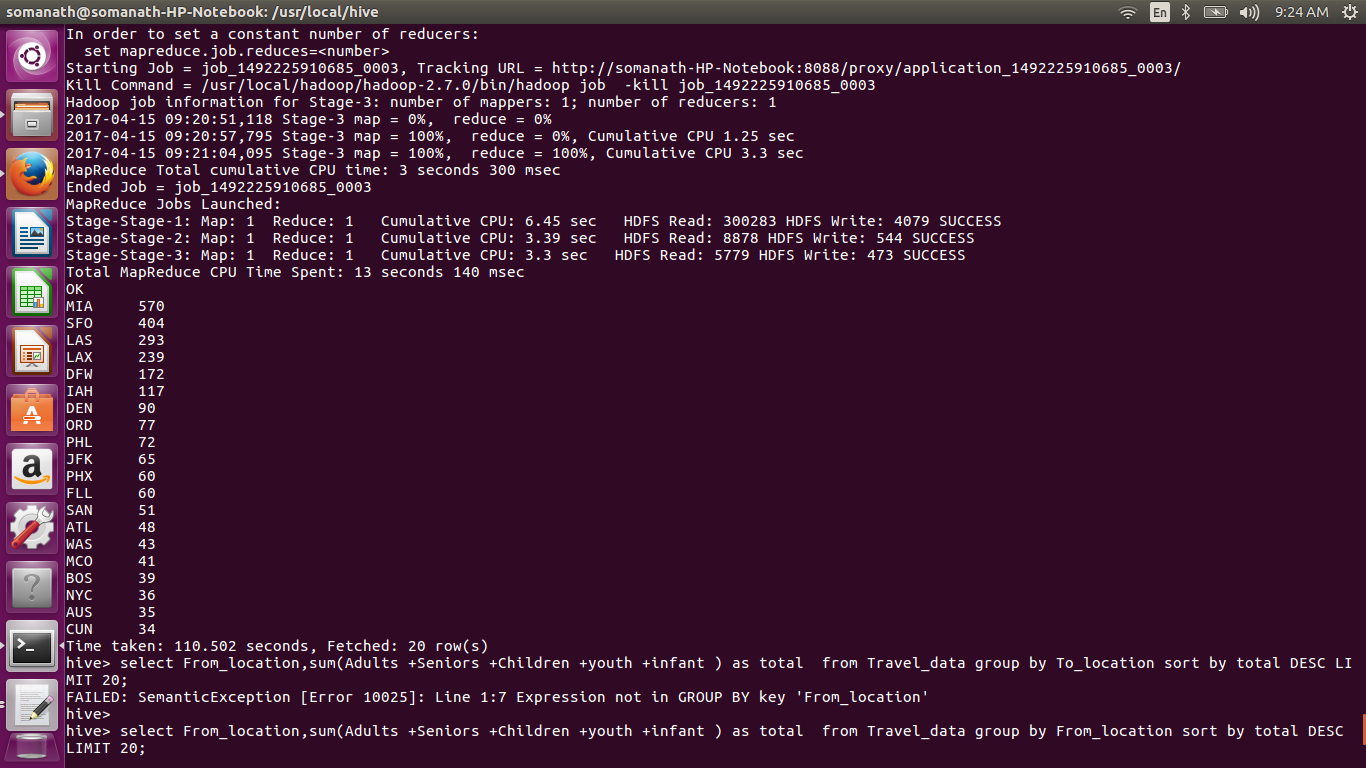 somanath@somanath-HP-Notebook: /usr/local/hive
En
9:24 AM
In order to set a constant number of reducers:
  set mapreduce.job.reduces=<number>
Starting Job = job_1492225910685_0003, Tracking URL = http://somanath-HP-Notebook:8088/proxy/application_1492225910685_0003/
Kill Command = /usr/local/hadoop/hadoop-2.7.0/bin/hadoop job  -kill job_1492225910685_0003
Hadoop job information for Stage-3: number of mappers: 1; number of reducers: 1
2017-04-15 09:20:51,118 Stage-3 map = 0%,  reduce = 0%
2017-04-15 09:20:57,795 Stage-3 map = 100%,  reduce = 0%, Cumulative CPU 1.25 sec
2017-04-15 09:21:04,095 Stage-3 map = 100%,  reduce = 100%, Cumulative CPU 3.3 sec
MapReduce Total cumulative CPU time: 3 seconds 300 msec
Ended Job = job_1492225910685_0003
MapReduce Jobs Launched:
Stage-Stage-1: Map: 1  Reduce: 1   Cumulative CPU: 6.45 sec   HDFS Read: 300283 HDFS Write: 4079 SUCCESS
Stage-Stage-2: Map: 1  Reduce: 1   Cumulative CPU: 3.39 sec   HDFS Read: 8878 HDFS Write: 544 SUCCESS
Stage-Stage-3: Map: 1  Reduce: 1   Cumulative CPU: 3.3 sec   HDFS Read: 5779 HDFS Write: 473 SUCCESS
Total MapReduce CPU Time Spent: 13 seconds 140 msec
OK
MIA     570
SFO     404
LAS     293
LAX     239
DFW     172
IAH     117
DEN     90
ORD     77
PHL     72
JFK     65
PHX     60
FLL     60
SAN     51
ATL     48
WAS     43
MCO     41
BOS     39
NYC     36
AUS     35
CUN     34
Time taken: 110.502 seconds, Fetched: 20 row(s)
hive> select From_location,sum(Adults +Seniors +Children +youth +infant ) as total  from Travel_data group by To_location sort by total DESC LI
MIT 20;
FAILED: SemanticException [Error 10025]: Line 1:7 Expression not in GROUP BY key 'From_location'
hive>
hive> select From_location,sum(Adults +Seniors +Children +youth +infant ) as total  from Travel_data group by From_location sort by total DESC
LIMIT 20;